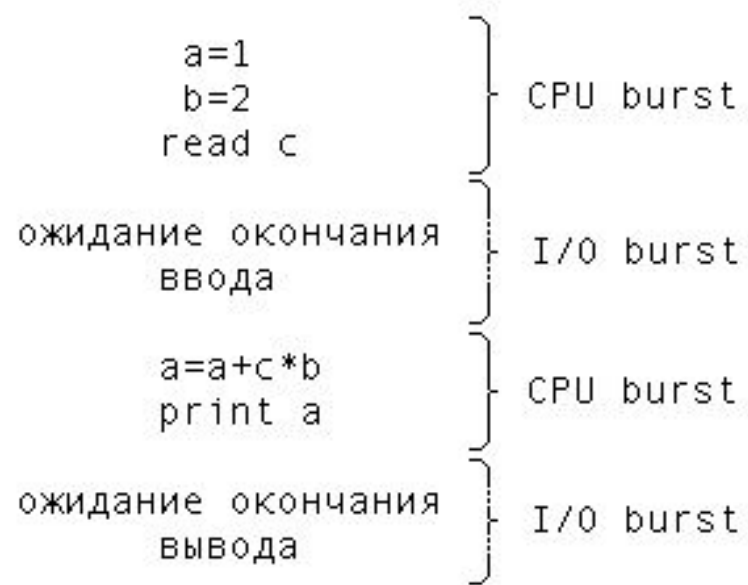 a=1
b=2
read c
CPU burst
ожидание окончания
ввода
I/O burst
a=a+c*b
print a
CPU burst
ожидание окончания
вывода
I/O burst